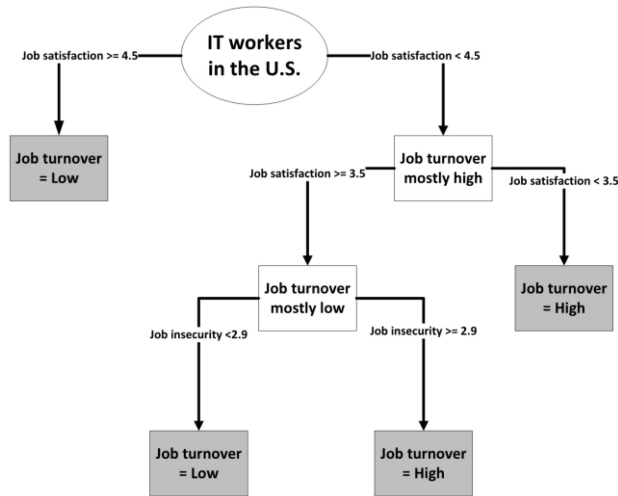 IT workers
in the U.S.
Job satisfaction >= 4.5
Job satisfaction < 4.5
Job turnover
= Low
Job turnover
mostly high
Job satisfaction >= 3.5
Job satisfaction < 3.5
Job turnover
mostly low
Job turnover
= High
Job insecurity <2.9
Job insecurity >= 2.9
Job turnover
= Low
Job turnover
= High